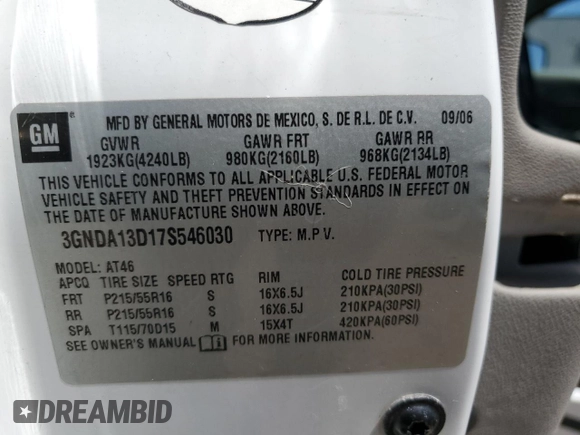 GM
MFD BY GENERAL MOTORS DE MEXICO, S. DE R.L. DE C.V. 09/06
GVWR GAWR FRT GAWR RR
1923KG(4240LB) 980KG(2160LB) 968KG(2134LB)
THIS VEHICLE CONFORMS TO ALL APPLICABLE U.S. FEDERAL MOTOR
VEHICLE SAFETY AND THEFT PREVENTION STANDARDS IN EFFECT ON
THE DATE OF MANUFACTURE SHOWN ABOVE.
3GNDA13D17S546030 TYPE: M.P.V.
MODEL: AT46
APCQ TIRE SIZE SPEED RTG RIM COLD TIRE PRESSURE
FRT P215/55R16 S 16X6.5J 210KPA(30PSI)
RR P215/55R16 S 16X6.5J 210KPA(30PSI)
SPA T115/70D15 M 15X4T 420KPA(60PSI)
SEE OWNER'S MANUAL FOR MORE INFORMATION.
DREAMBID